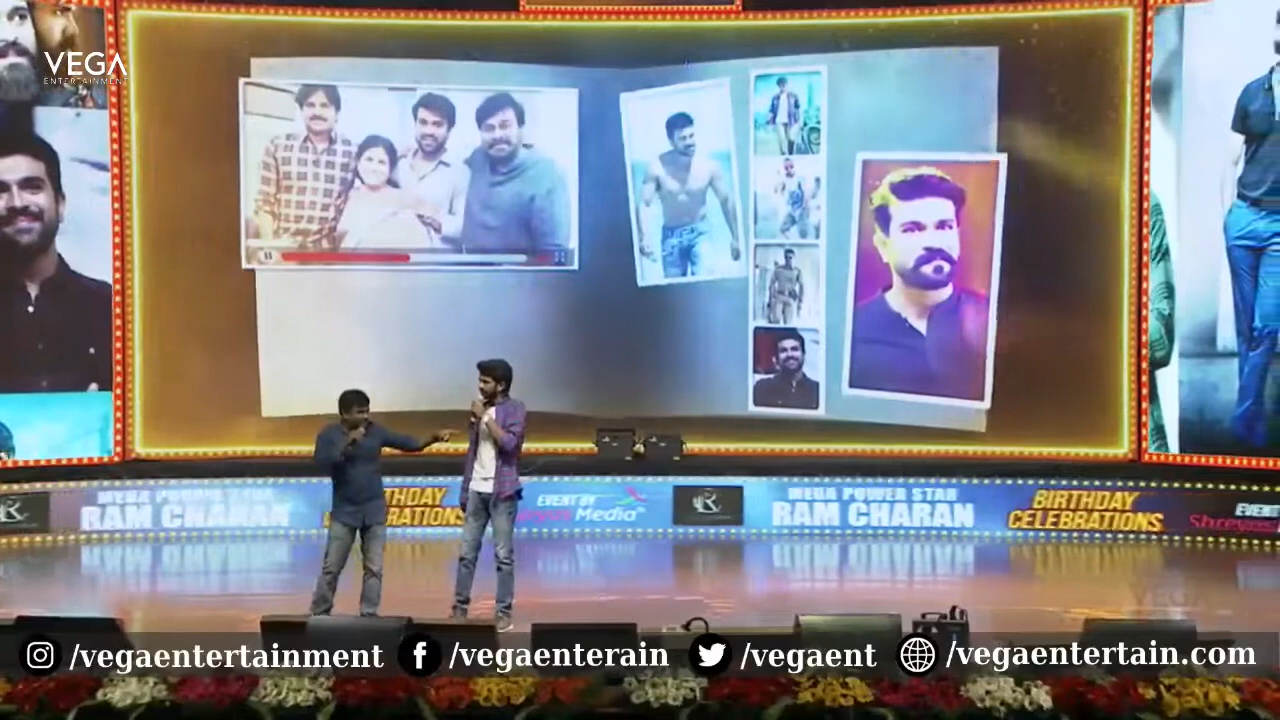 VEGA
ENTERTAINMENT
MEGA POWER STAR
RAM CHARAN
BIRTHDAY
CELEBRATIONS
EVENT BY
Media
MEGA POWER STAR
RAM CHARAN
BIRTHDAY
CELEBRATIONS
EVENT
Shreyas
/vegaentertainment
/vegaenterain
/vegaent
/vegaentertain.com